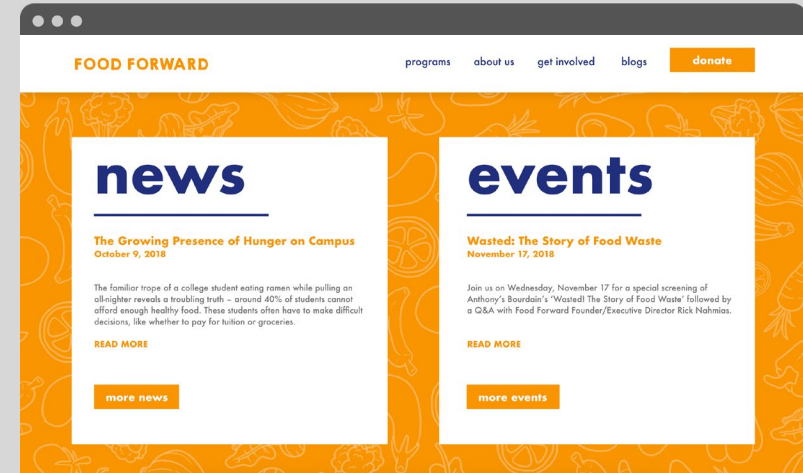 FOOD FORWARD
programs about us get involved blogs donate
news
The Growing Presence of Hunger on Campus
October 9, 2018
The familiar trope of a college student eating ramen while pulling an
all-nighter reveals a troubling truth – around 40% of students cannot
afford enough healthy food. These students often have to make difficult
decisions, like whether to pay for tuition or groceries.
READ MORE
more news
events
Wasted: The Story of Food Waste
November 17, 2018
Join us on Wednesday, November 17 for a special screening of
Anthony's Bourdain's 'Wasted! The Story of Food Waste' followed by
a Q&A with Food Forward Founder/Executive Director Rick Nahmias.
READ MORE
more events